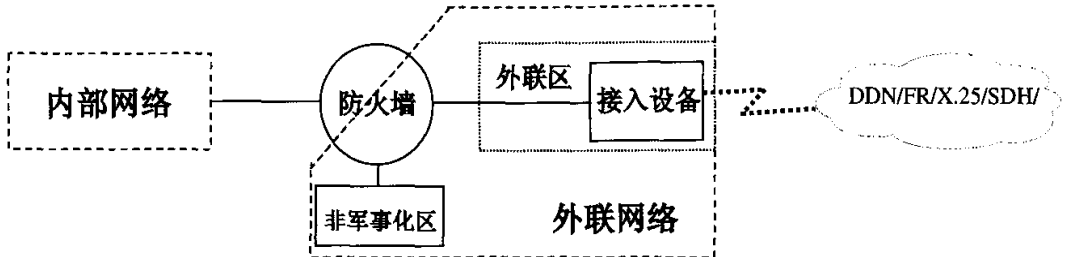 内部网络
防火墙
外联区
接入设备
DDN/FR/X.25/SDH/
非军事化区
外联网络